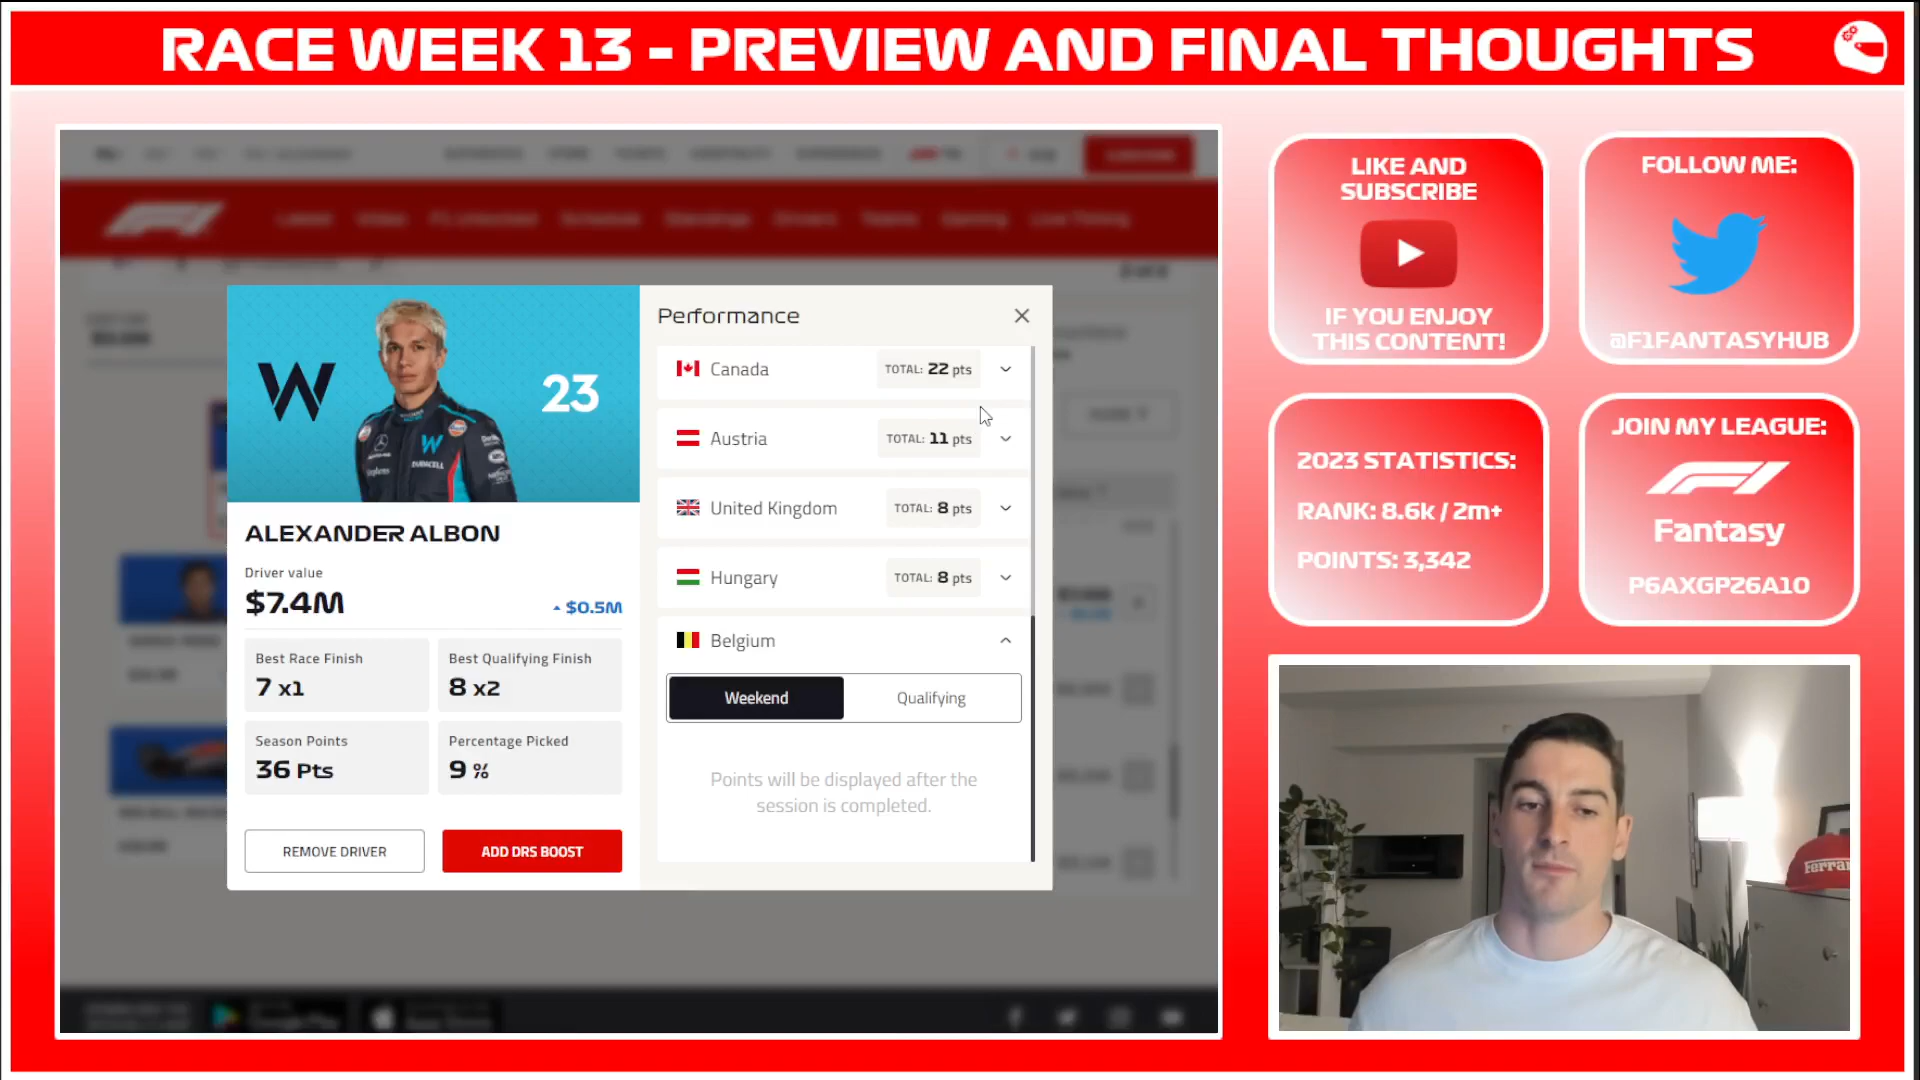 RACE WEEK 13 - PREVIEW AND FINAL THOUGHTS
W
23
ALEXANDER ALBON
Driver value
$7.4M
$0.5M
Best Race Finish
7 x1
Best Qualifying Finish
8 x2
Season Points
36 Pts
Percentage Picked
9 %
REMOVE DRIVER
ADD DRS BOOST
Performance
Canada
TOTAL: 22 pts
Austria
TOTAL: 11 pts
United Kingdom
TOTAL: 8 pts
Hungary
TOTAL: 8 pts
Belgium
Weekend
Qualifying
Points will be displayed after the
session is completed.
LIKE AND
SUBSCRIBE
IF YOU ENJOY
THIS CONTENT!
FOLLOW ME:
@F1FANTASYHUB
2023 STATISTICS:
RANK: 8.6k / 2m+
POINTS: 3,342
JOIN MY LEAGUE:
F1
Fantasy
P6AXGP26A10